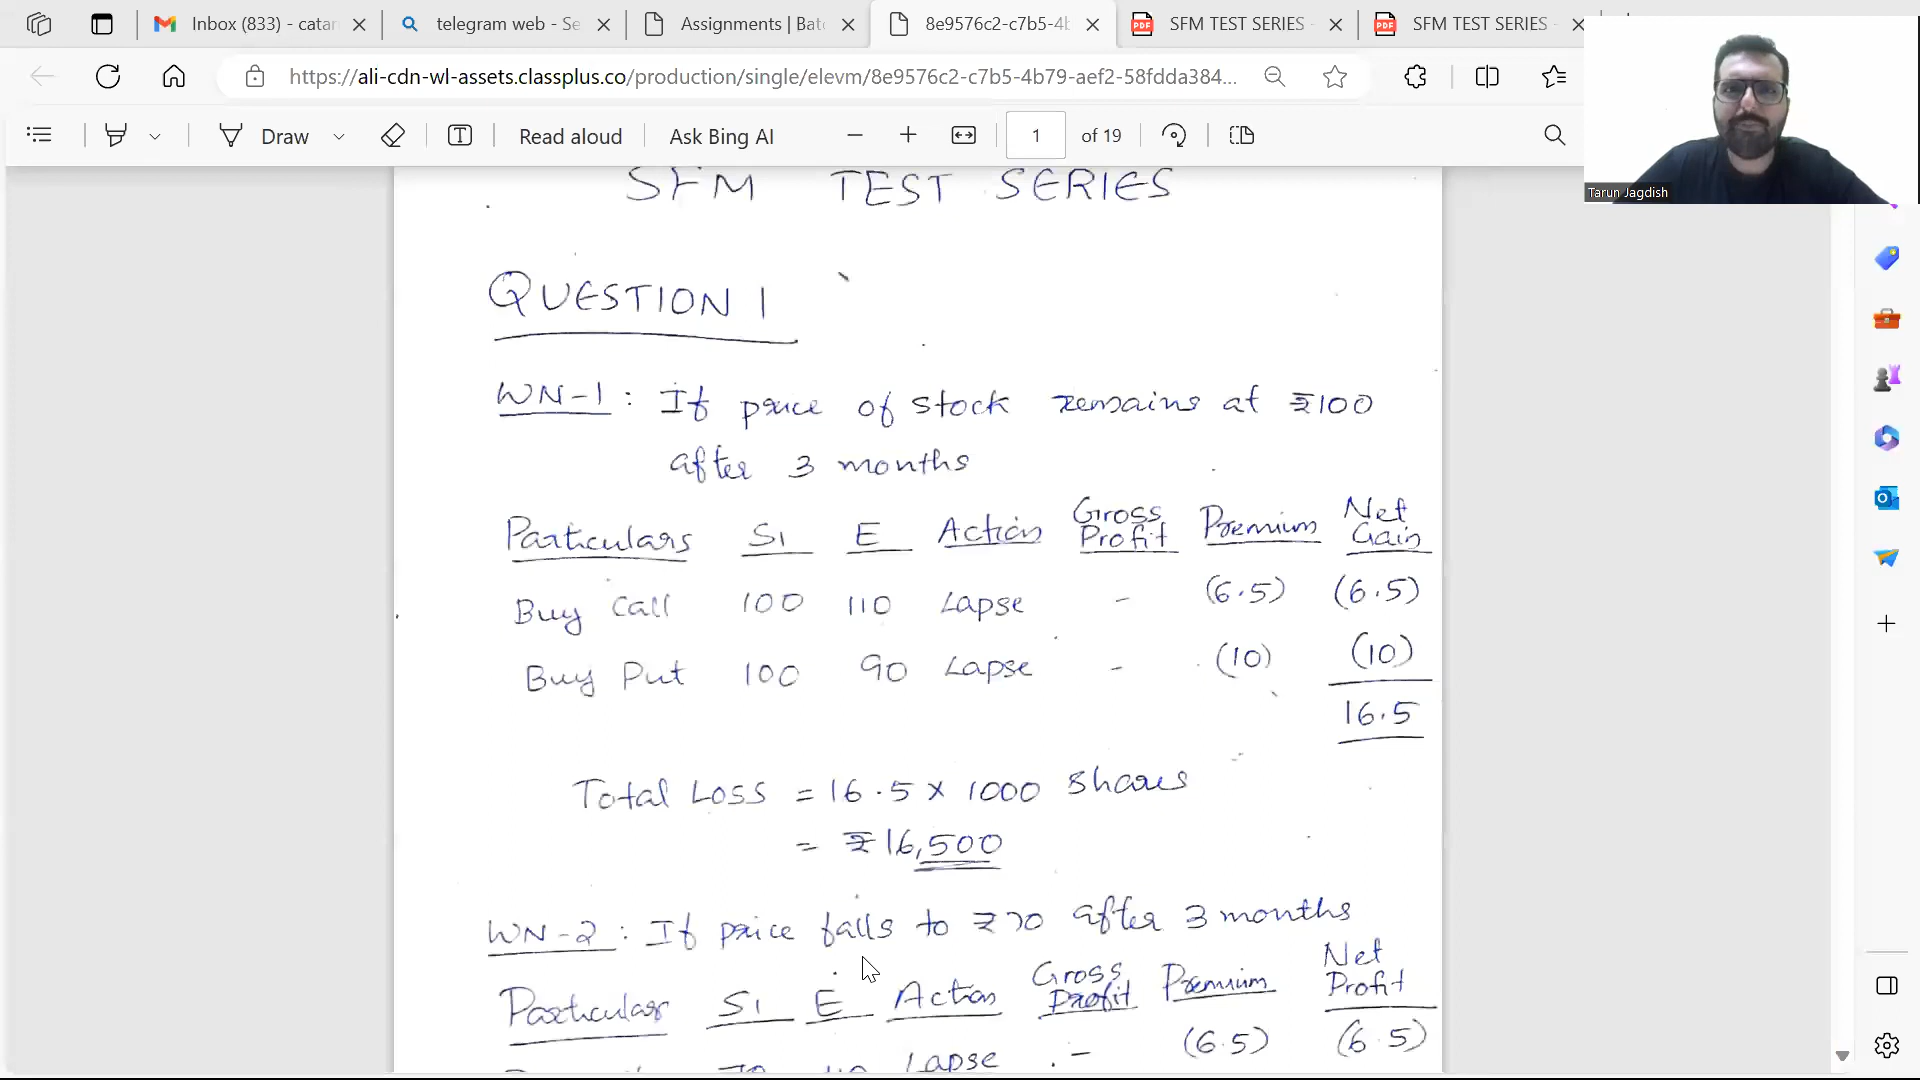 Inbox (833) - catar
telegram web - Se
Assignments | Batc
8e9576c2-c7b5-4b
SFM TEST SERIES -
SFM TEST SERIES -
https://ali-cdn-wl-assets.classplus.co/production/single/elevm/8e9576c2-c7b5-4b79-aef2-58fdda384...
Draw
Read aloud
Ask Bing AI
1 of 19
Tarun Jagdish
SFM TEST SERIES
QUESTION 1
WN-1 : If price of stock remains at ₹100
after 3 months
Particulars S1 E Action Gross Profit Premium Net Gain
Buy Call 100 110 Lapse - (6.5) (6.5)
Buy Put 100 90 Lapse - (10) (10)
16.5
Total Loss = 16.5 x 1000 shares
= ₹16,500
WN-2 : If price falls to ₹70 after 3 months
Particular S1 E Action Gross Profit Premium Net Profit
Lapse - (6.5) (6.5)